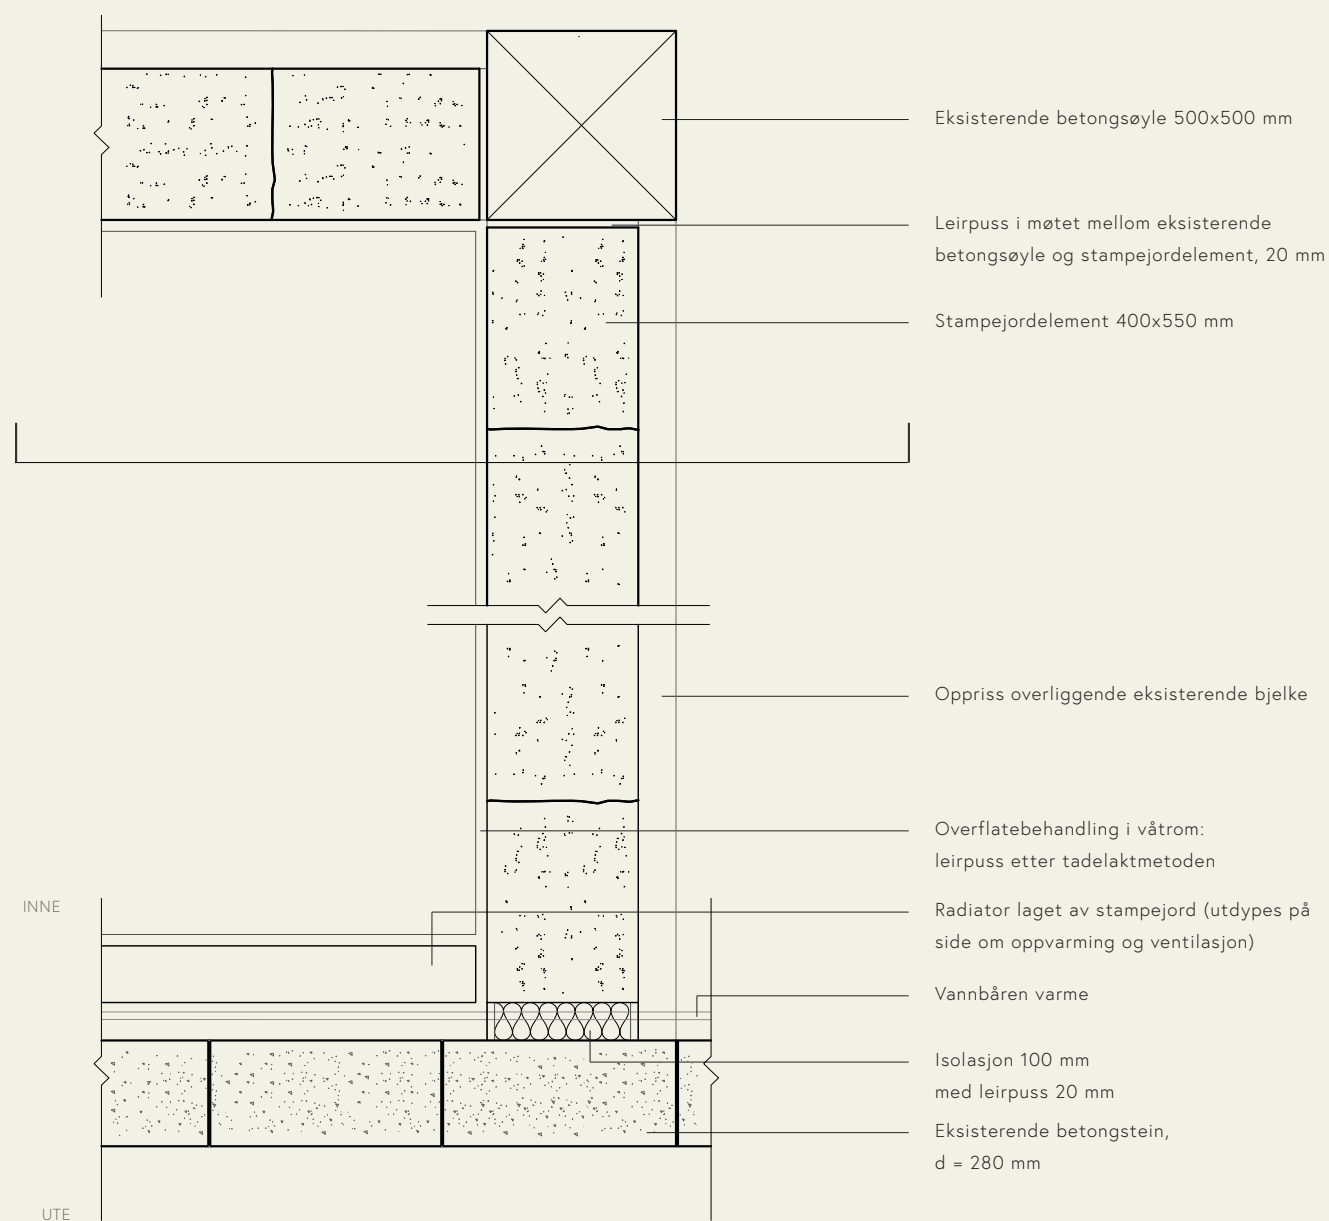 Eksisterende betongsøyle 500x500 mm
Leirpuss i møtet mellom eksisterende
betongsøyle og stampejordelement, 20 mm
Stampejordelement 400x550 mm
Oppriss overliggende eksisterende bjelke
Overflatebehandling i våtrom:
leirpuss etter tadelaktmetoden
INNE
Radiator laget av stampejord (utdypes på
side om oppvarming og ventilasjon)
Vannbåren varme
Isolasjon 100 mm
med leirpuss 20 mm
Eksisterende betongstein,
d = 280 mm
UTE